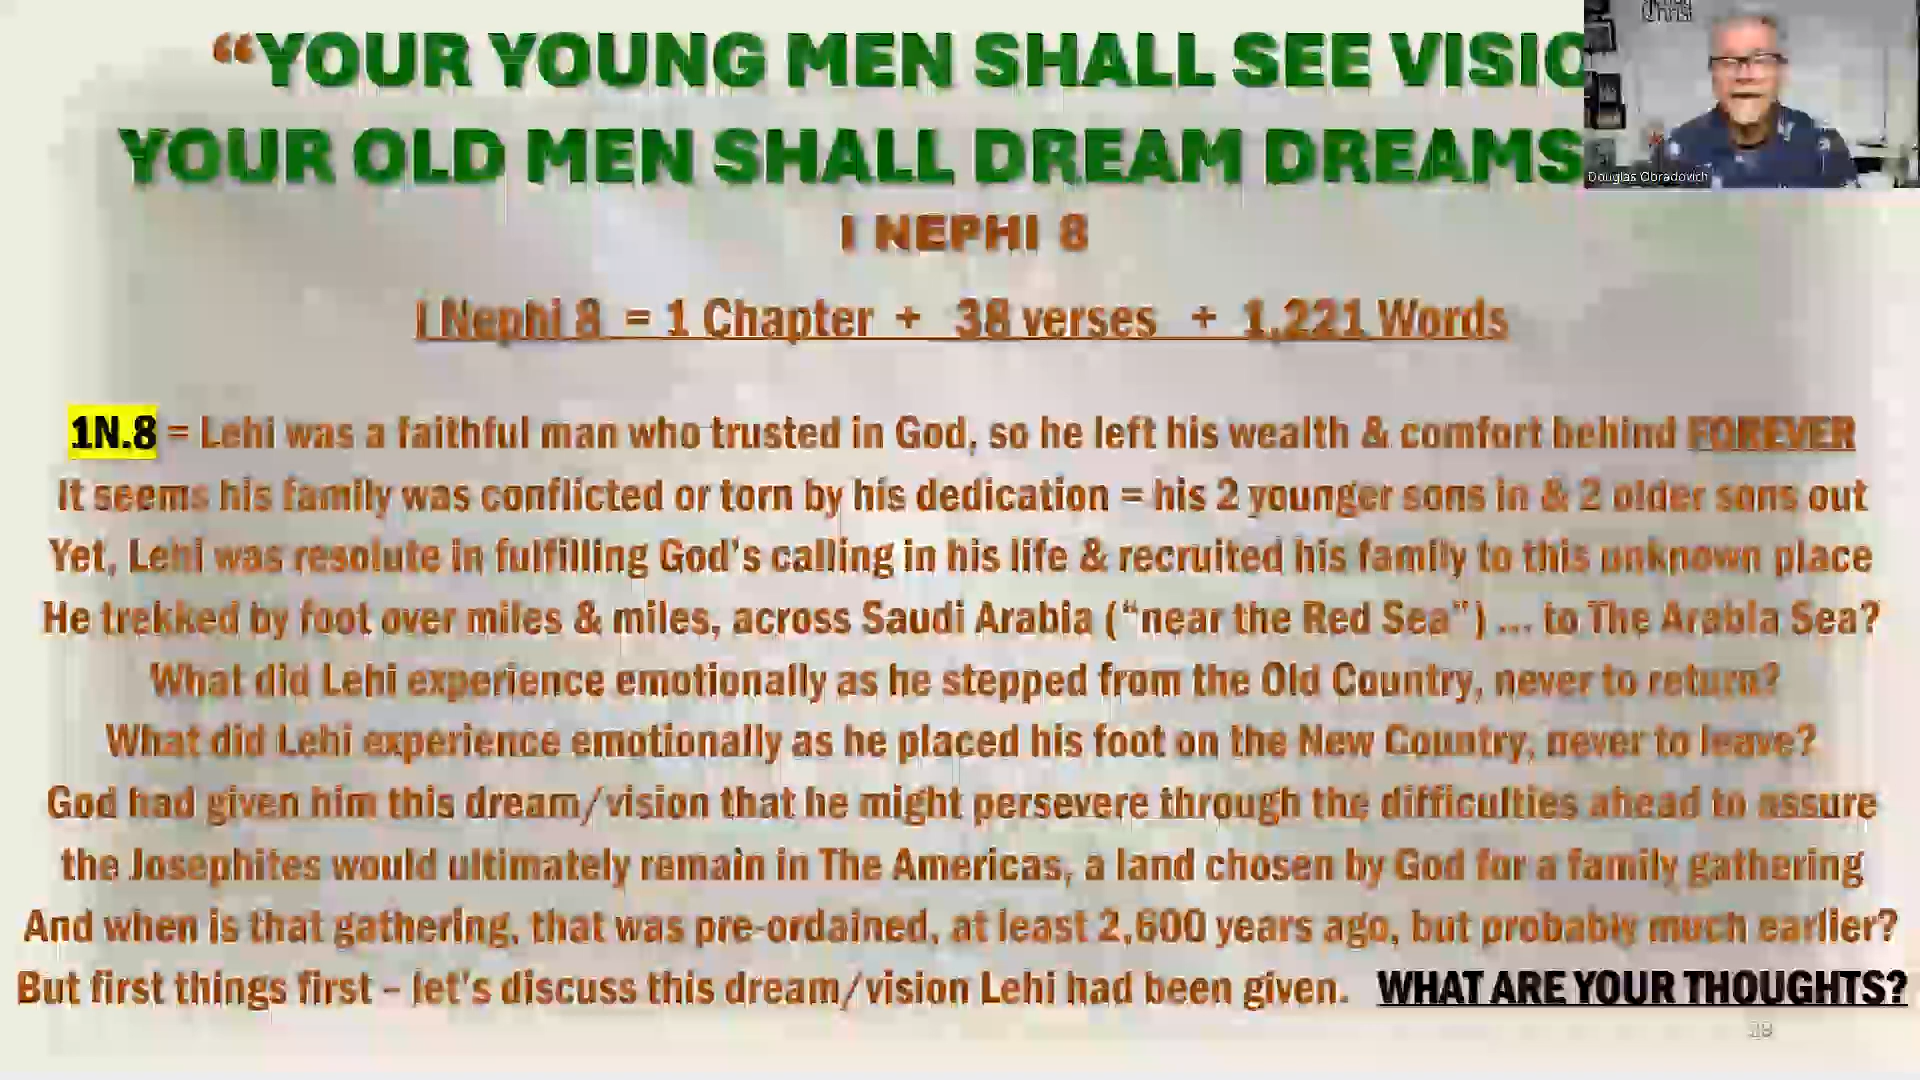 “YOUR YOUNG MEN SHALL SEE VISIO
YOUR OLD MEN SHALL DREAM DREAMS
I NEPHI 8
I Nephi 8 = 1 Chapter + 38 verses + 1,221 Words
1N.8 = Lehi was a faithful man who trusted in God, so he left his wealth & comfort behind FOREVER
It seems his family was conflicted or torn by his dedication = his 2 younger sons in & 2 older sons out
Yet, Lehi was resolute in fulfilling God's calling in his life & recruited his family to this unknown place
He trekked by foot over miles & miles, across Saudi Arabia (“near the Red Sea”) ... to The Arabia Sea?
What did Lehi experience emotionally as he stepped from the Old Country, never to return?
What did Lehi experience emotionally as he placed his foot on the New Country, never to leave?
God had given him this dream/vision that he might persevere through the difficulties ahead to assure
the Josephites would ultimately remain in The Americas, a land chosen by God for a family gathering
And when is that gathering, that was pre-ordained, at least 2,600 years ago, but probably much earlier?
But first things first – let's discuss this dream/vision Lehi had been given. WHAT ARE YOUR THOUGHTS?
Christ
Douglas Obradovich